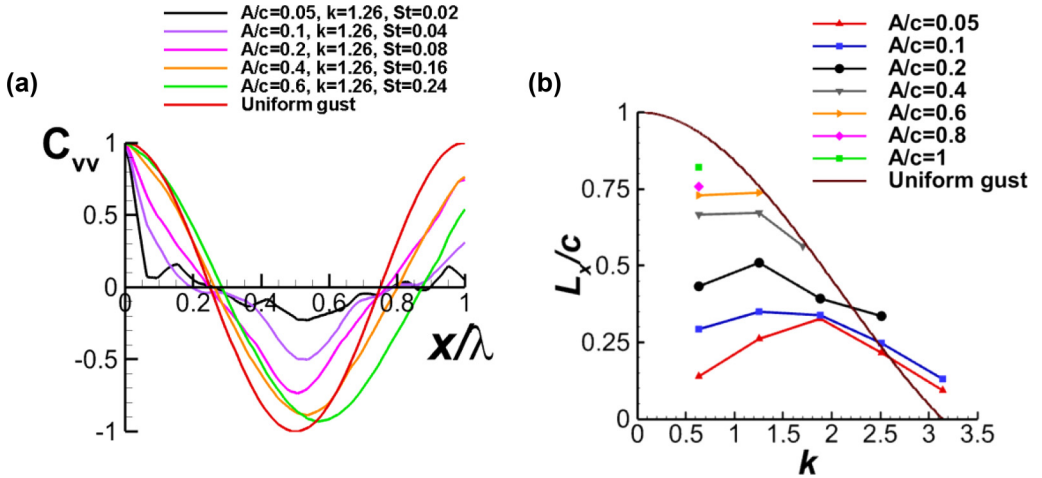 (a)
A/c=0.05, k=1.26, St=0.02
A/c=0.1, k=1.26, St=0.04
A/c=0.2, k=1.26, St=0.08
A/c=0.4, k=1.26, St=0.16
A/c=0.6, k=1.26, St=0.24
Uniform gust
Cvv
1
0.5
0
-0.5
-1
0
0.2
0.4
0.6
0.8
1
x/λ
(b)
A/c=0.05
A/c=0.1
A/c=0.2
A/c=0.4
A/c=0.6
A/c=0.8
A/c=1
Uniform gust
Lx/c
1
0.75
0.5
0.25
0
0
0.5
1
1.5
2
2.5
3
3.5
k